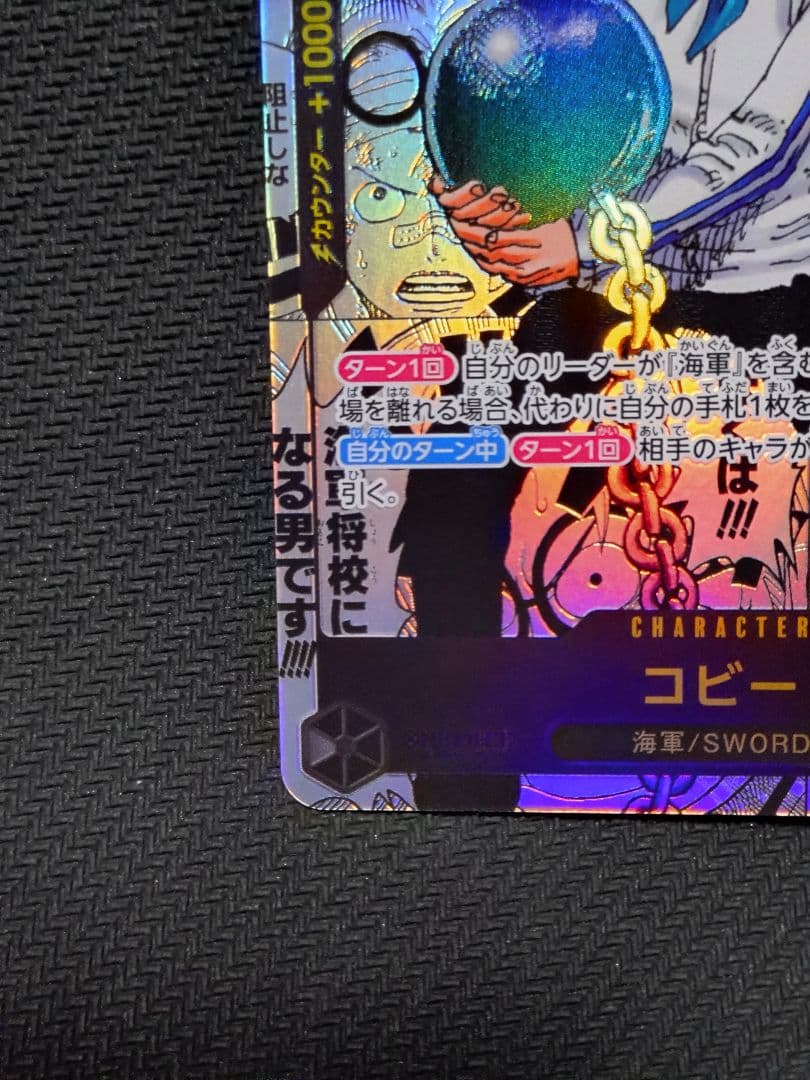 カウンター +1000
阻止しな
ターン1回 自分のリーダーが『海軍』を含む
場を離れる場合、代わりに自分の手札1枚を
自分のターン中 ターン1回 相手のキャラが
引く。
は!!!
海軍将校に
なる男です!!!!
CHARACTER
コビー
海軍/SWORD